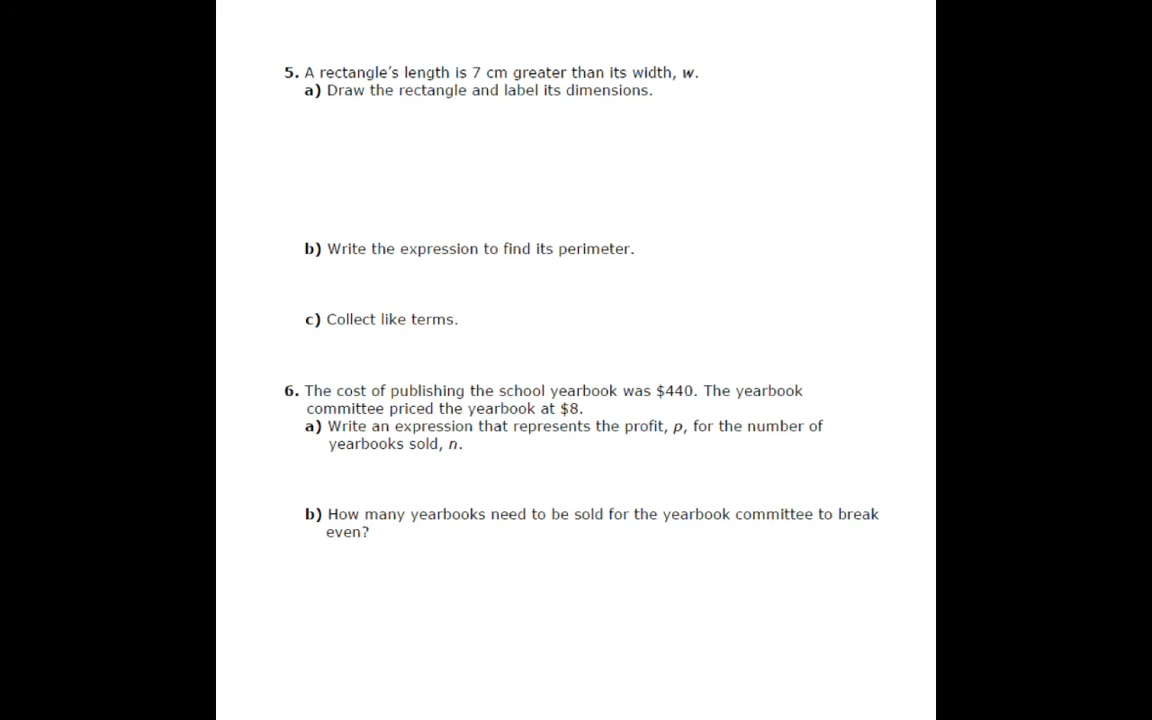 5. A rectangle's length is 7 cm greater than its width, w.
a) Draw the rectangle and label its dimensions.
b) Write the expression to find its perimeter.
c) Collect like terms.
6. The cost of publishing the school yearbook was $440. The yearbook
committee priced the yearbook at $8.
a) Write an expression that represents the profit, p, for the number of
yearbooks sold, n.
b) How many yearbooks need to be sold for the yearbook committee to break
even?